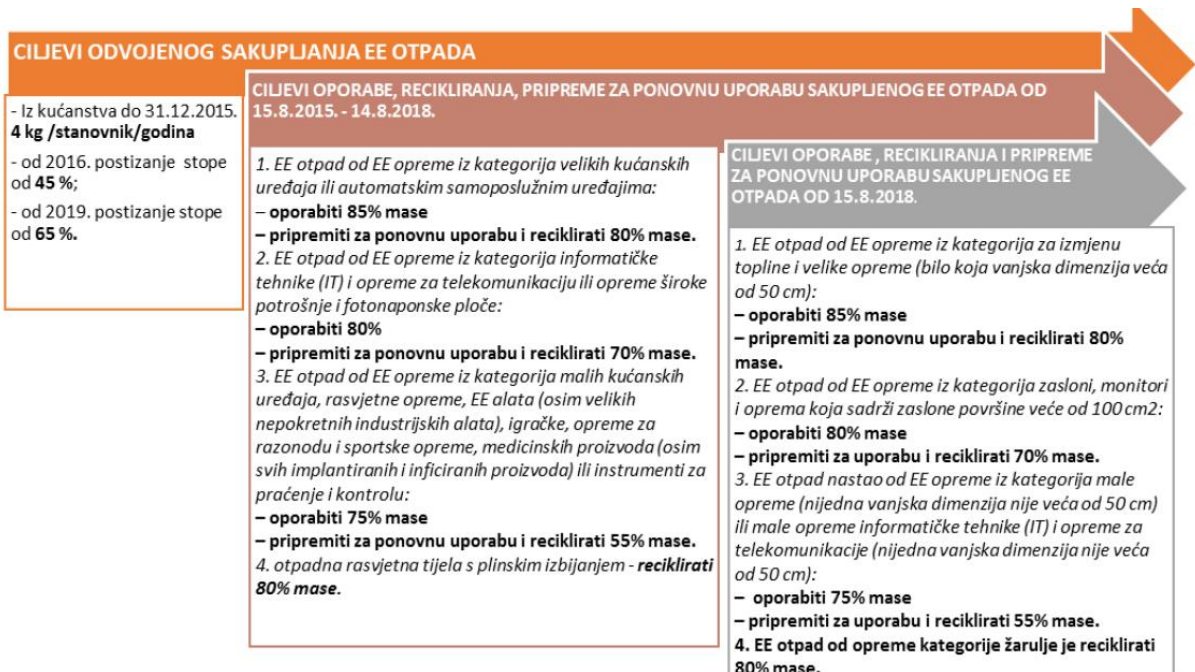 CILJEVI ODVOJENOG SAKUPLJANJA EE OTPADA
- Iz kućanstva do 31.12.2015.
4 kg /stanovnik/godina
- od 2016. postizanje stope
od 45 %;
- od 2019. postizanje stope
od 65 %.
CILJEVI OPORABE, RECIKLIRANJA, PRIPREME ZA PONOVNU UPORABU SAKUPLJENOG EE OTPADA OD
15.8.2015. - 14.8.2018.
1. EE otpad od EE opreme iz kategorija velikih kućanskih
uređaja ili automatskim samoposlužnim uređajima:
– oporabiti 85% mase
– pripremiti za ponovnu uporabu i reciklirati 80% mase.
2. EE otpad od EE opreme iz kategorija informatičke
tehnike (IT) i opreme za telekomunikaciju ili opreme široke
potrošnje i fotonaponske ploče:
– oporabiti 80%
– pripremiti za ponovnu uporabu i reciklirati 70% mase.
3. EE otpad od EE opreme iz kategorija malih kućanskih
uređaja, rasvjetne opreme, EE alata (osim velikih
nepokretnih industrijskih alata), igračke, opreme za
razonodu i sportske opreme, medicinskih proizvoda (osim
svih implantiranih i inficiranih proizvoda) ili instrumenti za
praćenje i kontrolu:
– oporabiti 75% mase
– pripremiti za ponovnu uporabu i reciklirati 55% mase.
4. otpadna rasvjetna tijela s plinskim izbijanjem - reciklirati
80% mase.
CILJEVI OPORABE , RECIKLIRANJA I PRIPREME
ZA PONOVNU UPORABU SAKUPLJENOG EE
OTPADA OD 15.8.2018.
1. EE otpad od EE opreme iz kategorija za izmjenu
topline i velike opreme (bilo koja vanjska dimenzija veća
od 50 cm):
– oporabiti 85% mase
– pripremiti za ponovnu uporabu i reciklirati 80%
mase.
2. EE otpad od EE opreme iz kategorija zasloni, monitori
i oprema koja sadrži zaslone površine veće od 100 cm2:
– oporabiti 80% mase
– pripremiti za uporabu i reciklirati 70% mase.
3. EE otpad nastao od EE opreme iz kategorija male
opreme (nijedna vanjska dimenzija nije veća od 50 cm)
ili male opreme informatičke tehnike (IT) i opreme za
telekomunikacije (nijedna vanjska dimenzija nije veća
od 50 cm):
– oporabiti 75% mase
– pripremiti za uporabu i reciklirati 55% mase.
4. EE otpad od opreme kategorije žarulje je reciklirati
80% mase.